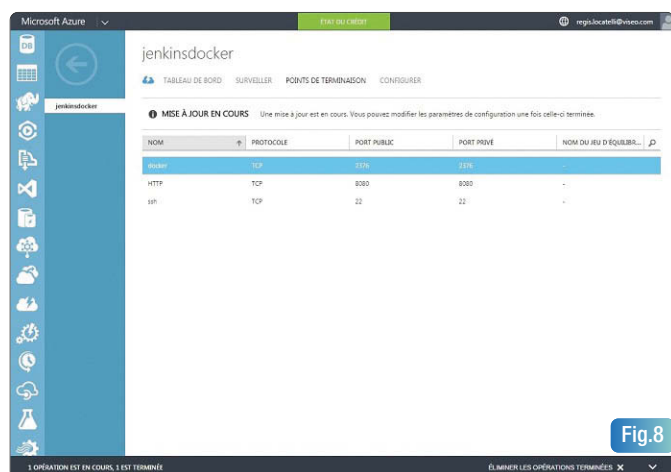 Microsoft Azure
ÉTAT DU CRÉDIT
regis.locatelli@viseo.com
DB
jenkinsdocker
jenkinsdocker
TABLEAU DE BORD SURVEILLER POINTS DE TERMINAISON CONFIGURER
MISE À JOUR EN COURS Une mise à jour est en cours. Vous pouvez modifier les paramètres de configuration une fois celle-ci terminée.
NOM PROTOCOLE PORT PUBLIC PORT PRIVÉ NOM DU JEU D'ÉQUILIBRA...
docker TCP 2376 2376 -
HTTP TCP 8080 8080 -
ssh TCP 22 22 -
Fig.8
1 OPÉRATION EST EN COURS, 1 EST TERMINÉE
ÉLIMINER LES OPÉRATIONS TERMINÉES X